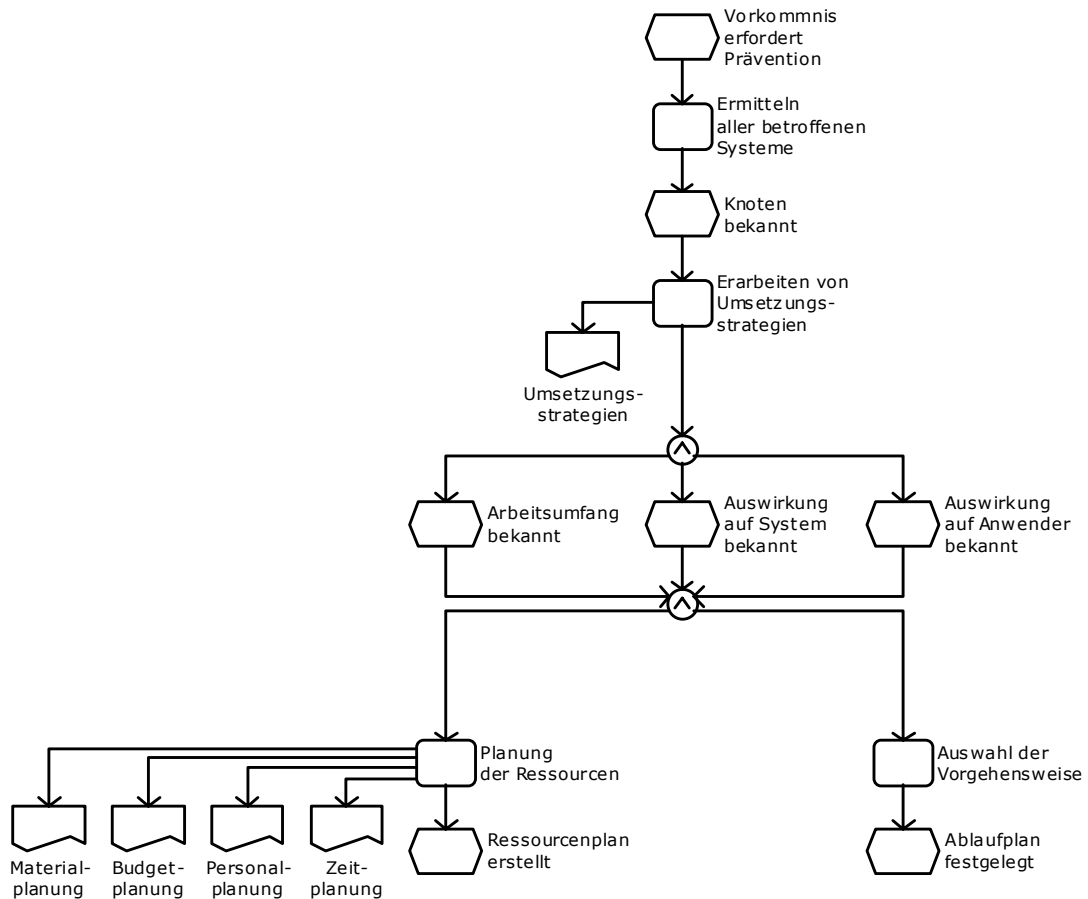 Vorkommnis
erfordert
Prävention
Ermitteln
aller betroffenen
Systeme
Knoten
bekannt
Erarbeiten von
Umsetzungs-
strategien
Umsetzungs-
strategien
Arbeitsumfang
bekannt
Auswirkung
auf System
bekannt
Auswirkung
auf Anwender
bekannt
Planung
der Ressourcen
Auswahl der
Vorgehensweise
Material-
planung
Budget-
planung
Personal-
planung
Zeit-
planung
Ressourcenplan
erstellt
Ablaufplan
festgelegt